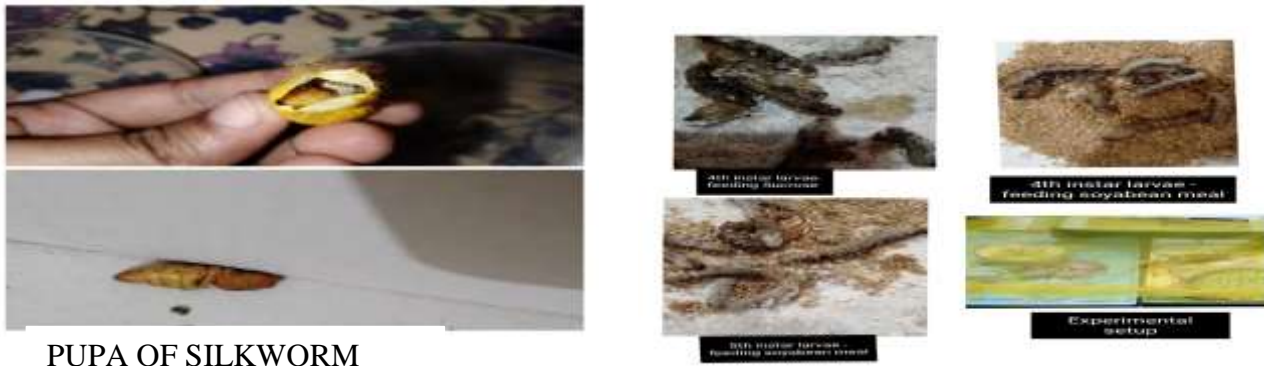 4th instar larvae-
feeding Sucrose
4th instar larvae -
feeding soyabean meal
5th instar larvae -
feeding soyabean meal
Experimental
setup
PUPA OF SILKWORM